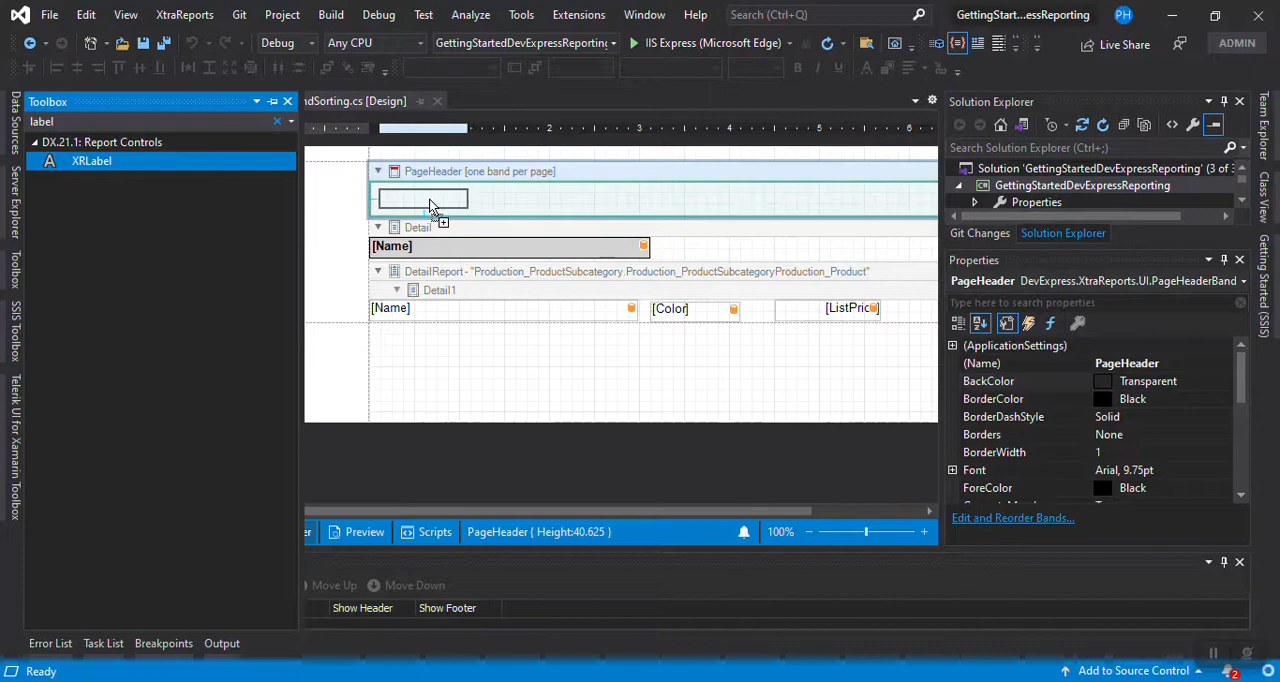 File Edit View XtraReports Git Project Build Debug Test Analyze Tools Extensions Window Help Search (Ctrl+Q) GettingStart...essReporting PH
Debug Any CPU GettingStartedDevExpressReporting IIS Express (Microsoft Edge) Live Share ADMIN
B I U A
Data Sources
Server Explorer
Toolbox
SSIS Toolbox
Telerik UI for Xamarin Toolbox
Toolbox
label
DX.21.1: Report Controls
A XRLabel
ndSorting.cs [Design]
2 3 4 5 6
PageHeader [one band per page]
Detail
[Name]
DetailReport - "Production_ProductSubcategory.Production_ProductSubcategoryProduction_Product"
Detail1
[Name] [Color] [ListPric]
Preview Scripts PageHeader { Height:40.625 } 100%
Move Up Move Down
Show Header Show Footer
Solution Explorer
Search Solution Explorer (Ctrl+;)
Solution 'GettingStartedDevExpressReporting' (3 of 3
GettingStartedDevExpressReporting
Properties
Git Changes Solution Explorer
Properties
PageHeader DevExpress.XtraReports.UI.PageHeaderBand
Type here to search properties
(ApplicationSettings)
(Name) PageHeader
BackColor Transparent
BorderColor Black
BorderDashStyle Solid
Borders None
BorderWidth 1
Font Arial, 9.75pt
ForeColor Black
Edit and Reorder Bands...
Team Explorer
Class View
Getting Started (SSIS)
Error List Task List Breakpoints Output
Ready Add to Source Control 2